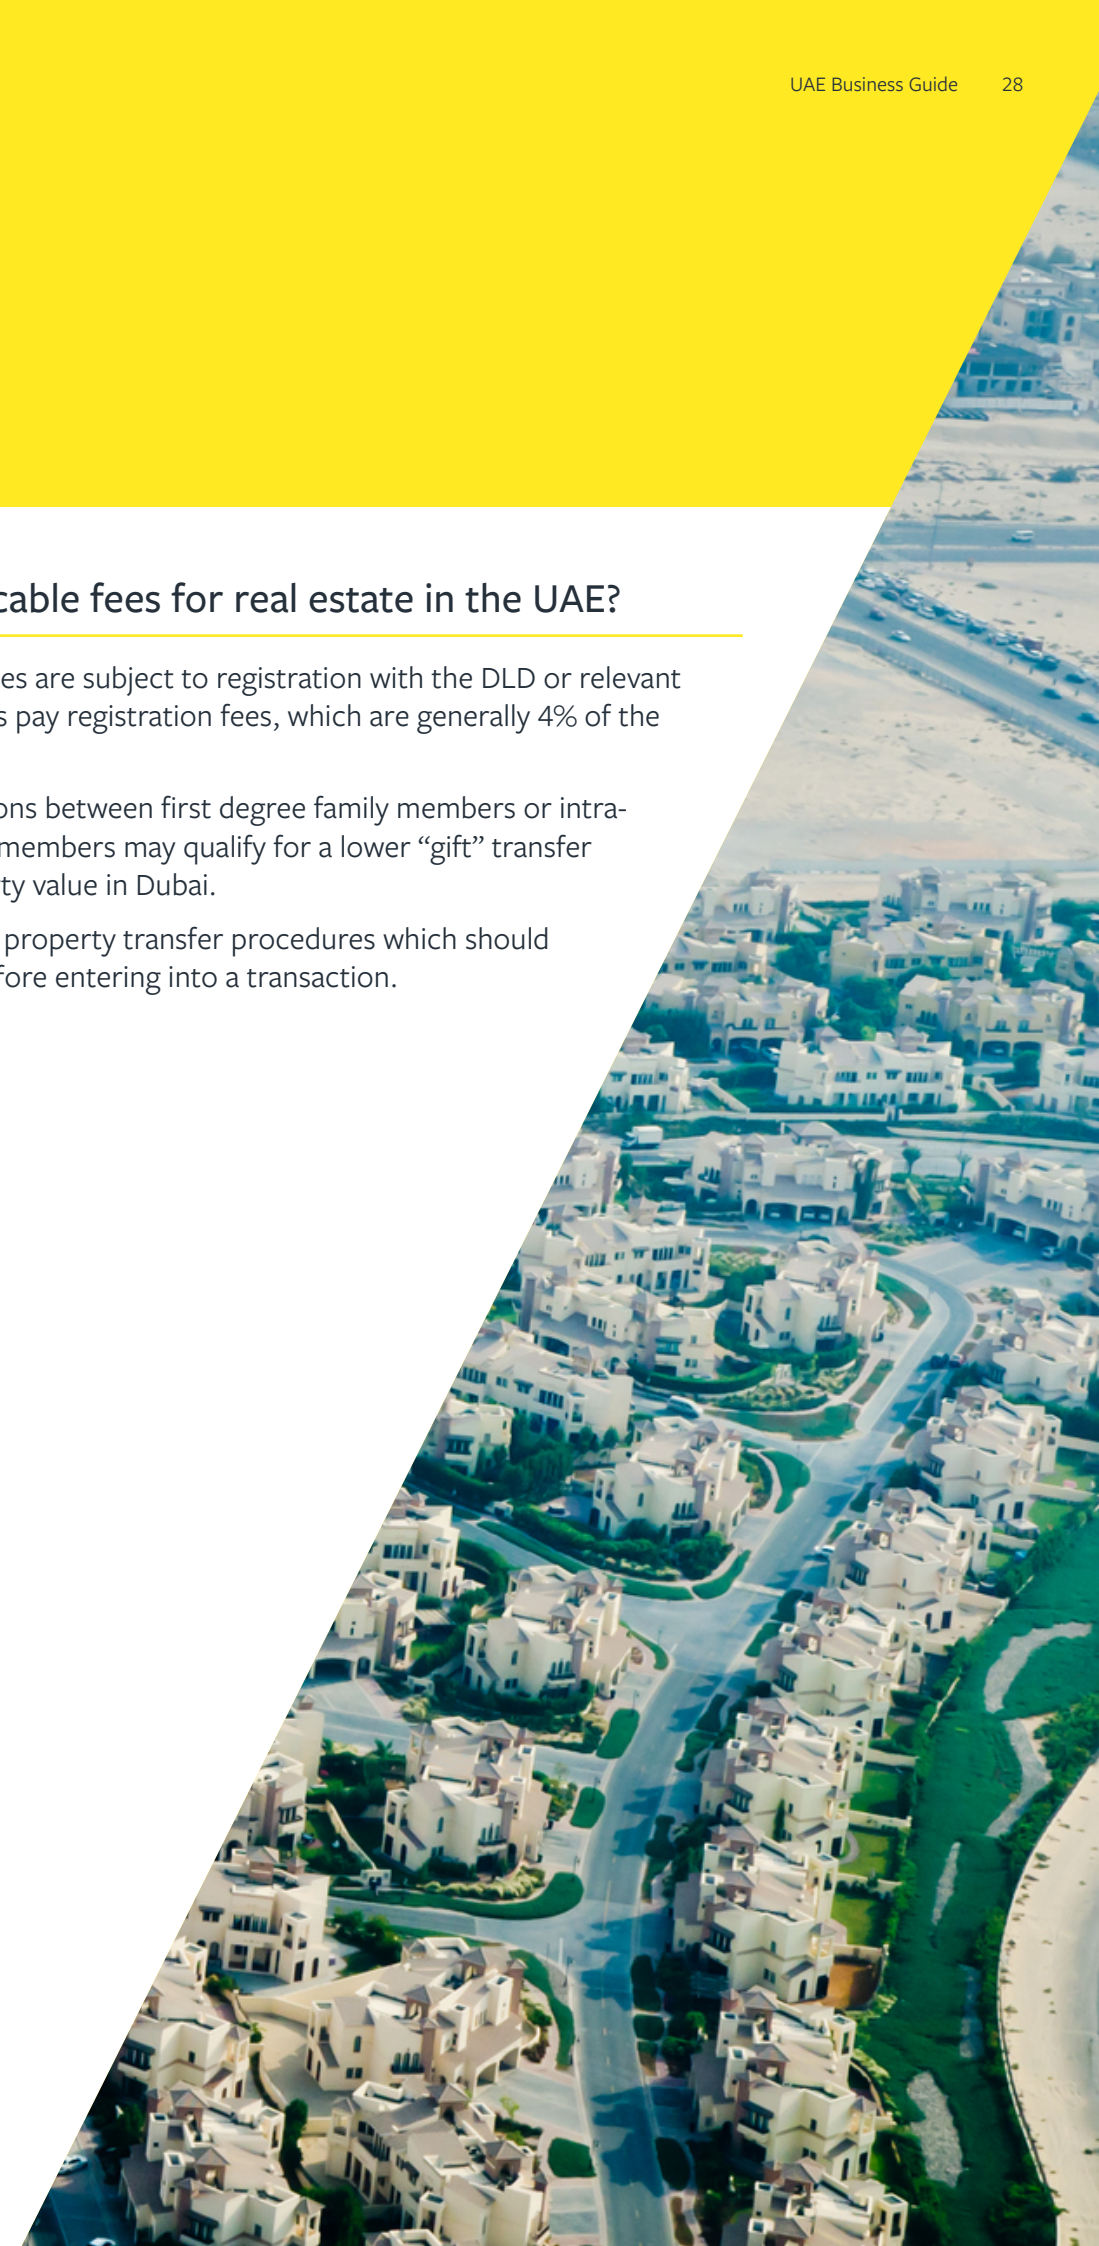 UAE Business Guide 28
cable fees for real estate in the UAE?
es are subject to registration with the DLD or relevant
s pay registration fees, which are generally 4% of the
ons between first degree family members or intra-
members may qualify for a lower “gift” transfer
ty value in Dubai.
property transfer procedures which should
fore entering into a transaction.